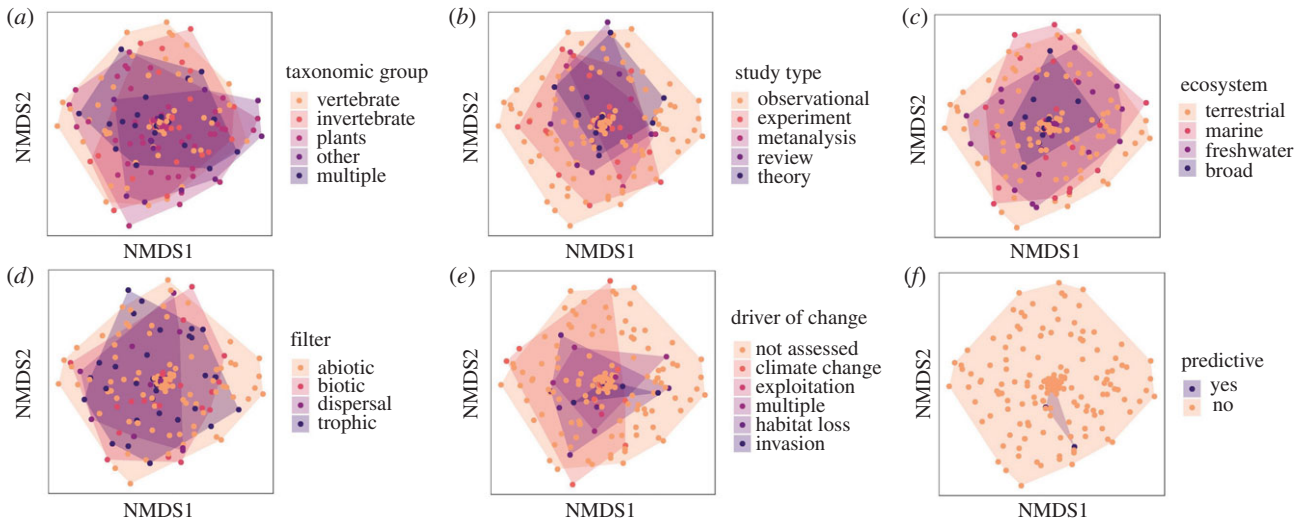 (a)
NMDS2
NMDS1
taxonomic group
vertebrate
invertebrate
plants
other
multiple
(b)
NMDS2
NMDS1
study type
observational
experiment
metanalysis
review
theory
(c)
NMDS2
NMDS1
ecosystem
terrestrial
marine
freshwater
broad
(d)
NMDS2
NMDS1
filter
abiotic
biotic
dispersal
trophic
(e)
NMDS2
NMDS1
driver of change
not assessed
climate change
exploitation
multiple
habitat loss
invasion
(f)
NMDS2
NMDS1
predictive
yes
no